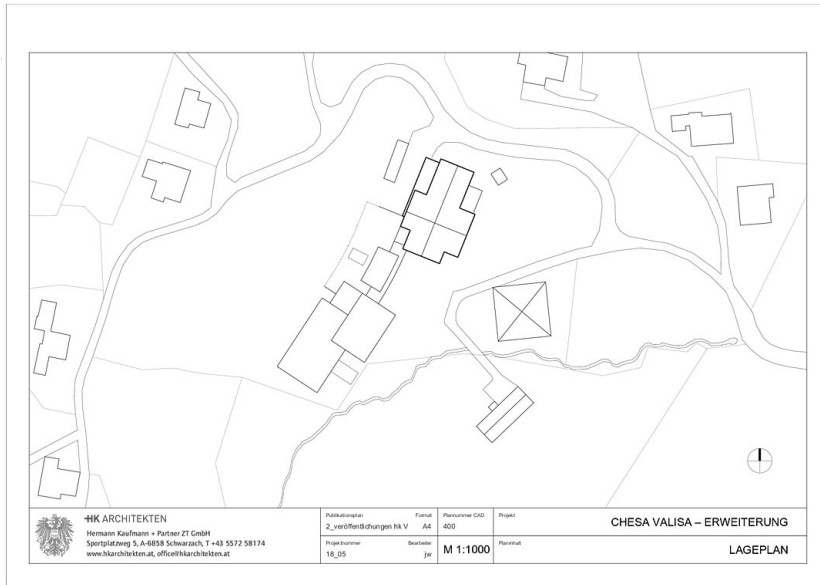 HK ARCHITEKTEN
Hermann Kaufmann + Partner ZT GmbH
Sportplatzweg 5, A-6858 Schwarzach, T +43 5572 58174
www.hkarchitekten.at, office@hkarchitekten.at
Publikationsplan Format
2_veröffentlichungen hk V A4
Projektnummer Bearbeiter
18_05 jw
Plannummer CAD
400
M 1:1000
Projekt
CHESA VALISA – ERWEITERUNG
Planinhalt
LAGEPLAN